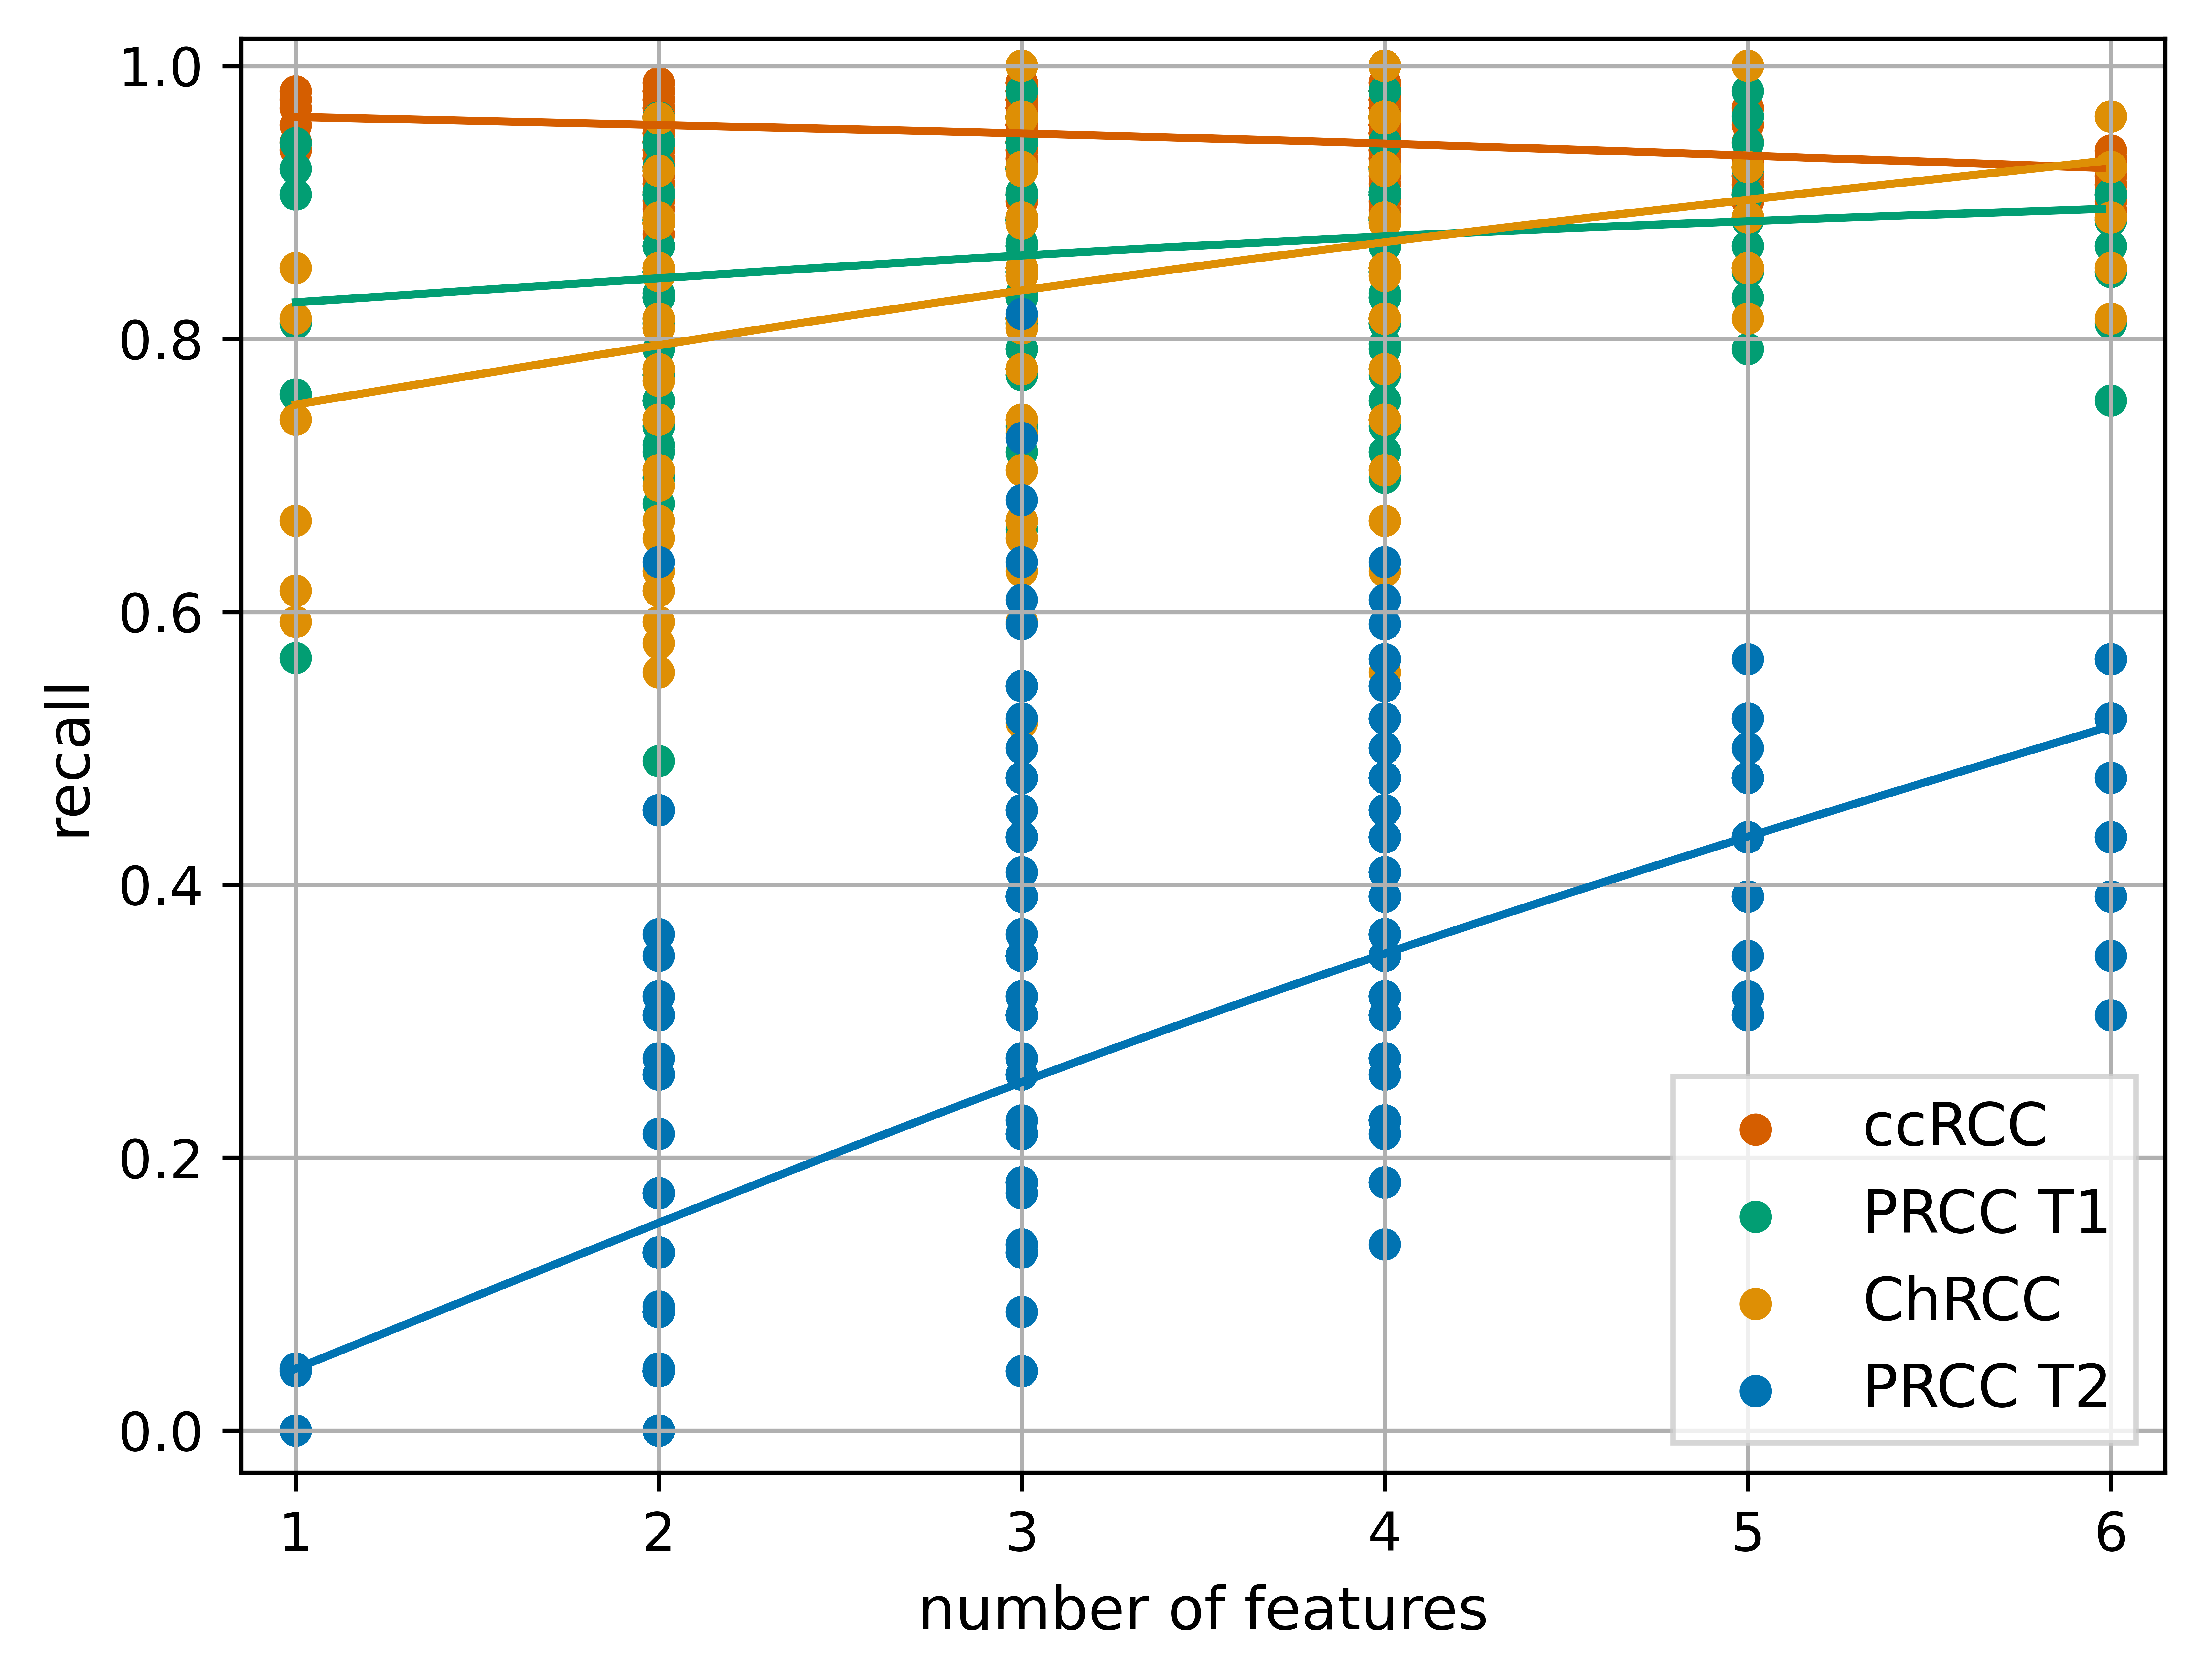 1.0
0.8
0.6
0.4
0.2
0.0
recall
1 2 3 4 5 6
number of features
ccRCC
PRCC T1
ChRCC
PRCC T2